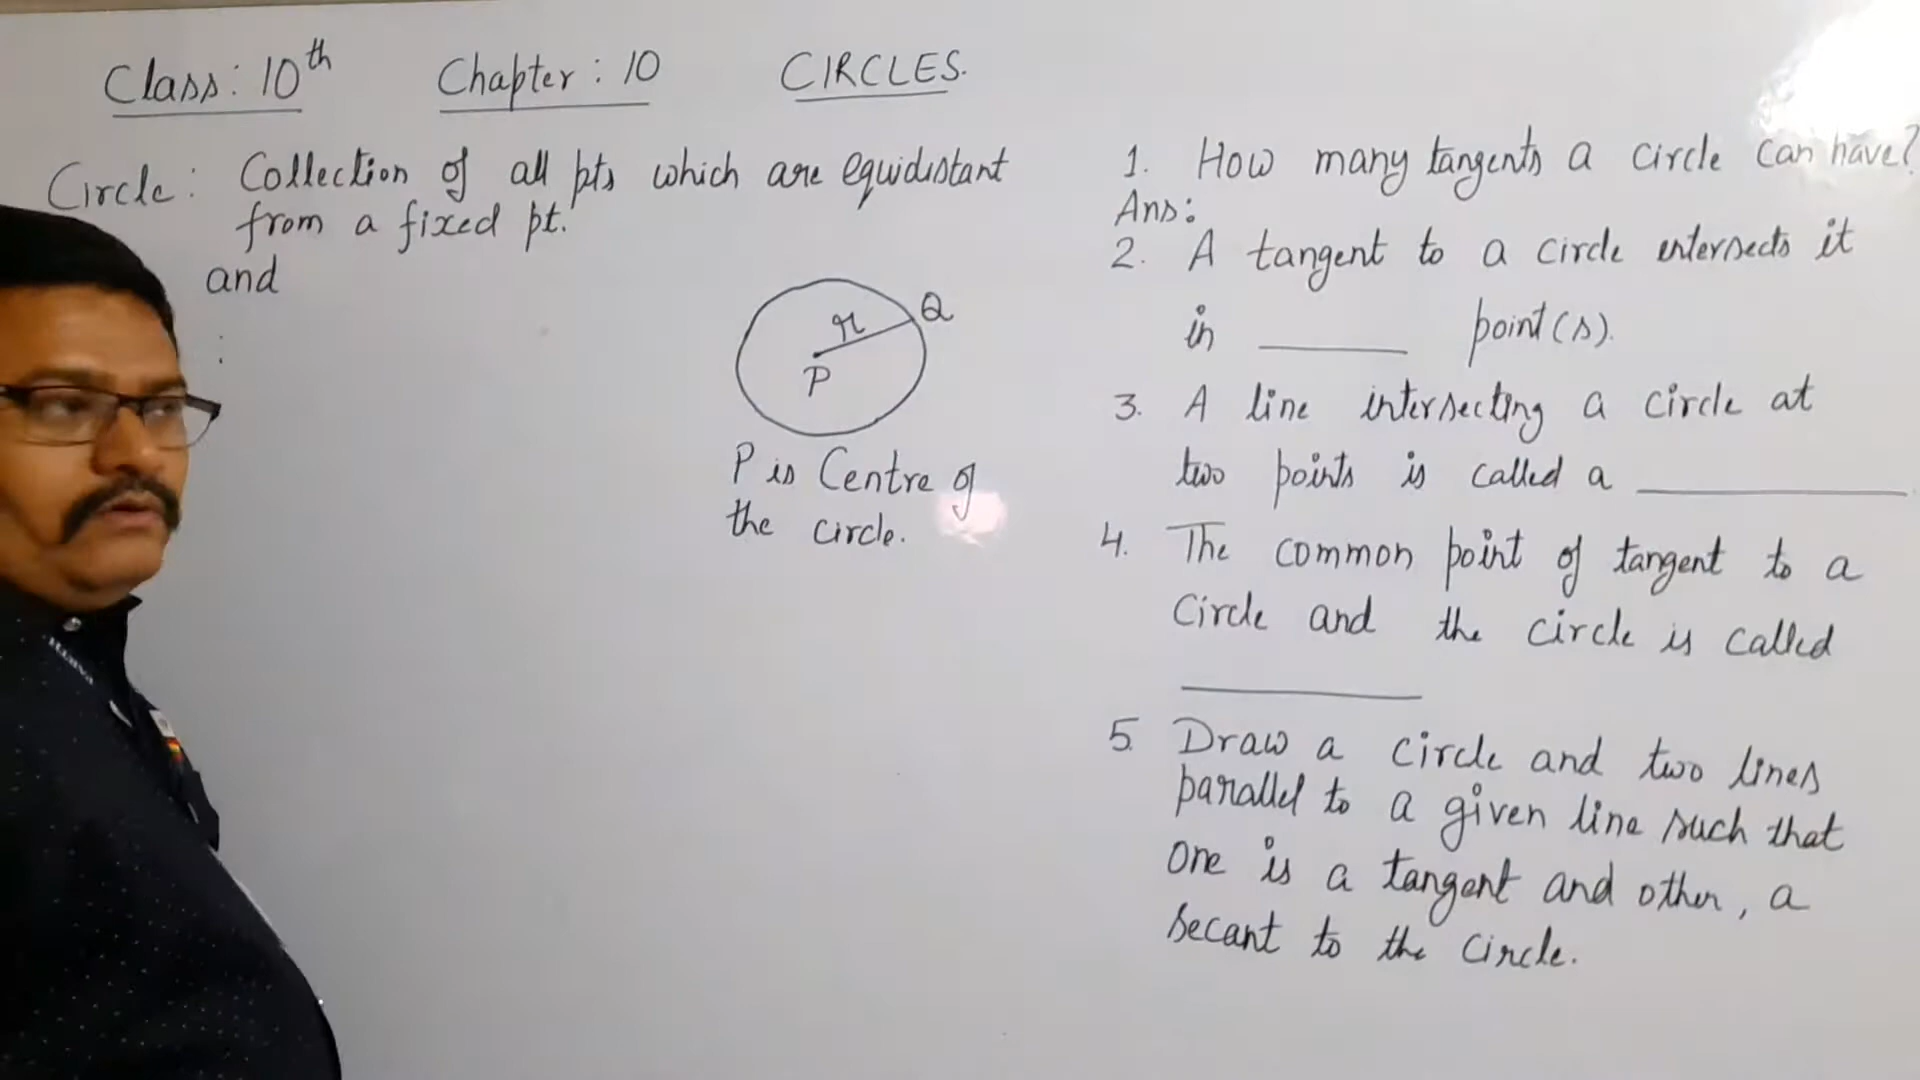 Class: 10th Chapter: 10 CIRCLES.
Circle: Collection of all pts which are equidistant
from a fixed pt.
and
:
Q
r
P
P is Centre of
the circle.
1. How many tangents a circle can have?
Ans:
2. A tangent to a circle intersects it
in ______ point(s).
3. A line intersecting a circle at
two points is called a ______
4. The common point of tangent to a
Circle and the circle is called
______
5. Draw a circle and two lines
parallel to a given line such that
one is a tangent and other, a
secant to the circle.